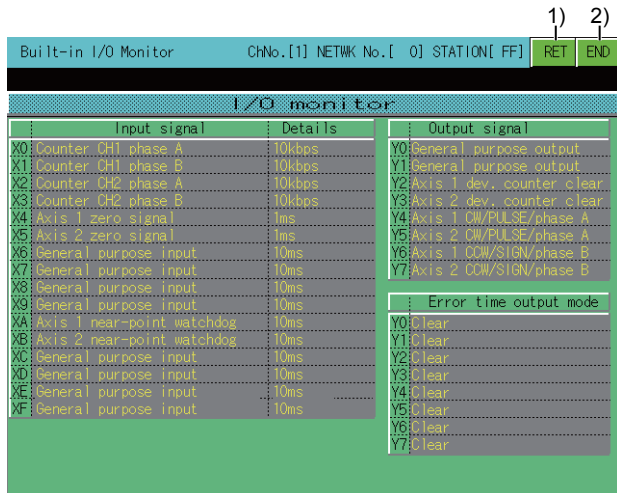 1) 2)
Built-in I/O Monitor ChNo.[1] NETWK No.[ 0] STATION[ FF] RET END
I/O monitor
Input signal Details
X0 Counter CH1 phase A 10kbps
X1 Counter CH1 phase B 10kbps
X2 Counter CH2 phase A 10kbps
X3 Counter CH2 phase B 10kbps
X4 Axis 1 zero signal 1ms
X5 Axis 2 zero signal 1ms
X6 General purpose input 10ms
X7 General purpose input 10ms
X8 General purpose input 10ms
X9 General purpose input 10ms
XA Axis 1 near-point watchdog 10ms
XB Axis 2 near-point watchdog 10ms
XC General purpose input 10ms
XD General purpose input 10ms
XE General purpose input 10ms
XF General purpose input 10ms
Output signal
Y0 General purpose output
Y1 General purpose output
Y2 Axis 1 dev. counter clear
Y3 Axis 2 dev. counter clear
Y4 Axis 1 CW/PULSE/phase A
Y5 Axis 2 CW/PULSE/phase A
Y6 Axis 1 CCW/SIGN/phase B
Y7 Axis 2 CCW/SIGN/phase B
Error time output mode
Y0 Clear
Y1 Clear
Y2 Clear
Y3 Clear
Y4 Clear
Y5 Clear
Y6 Clear
Y7 Clear